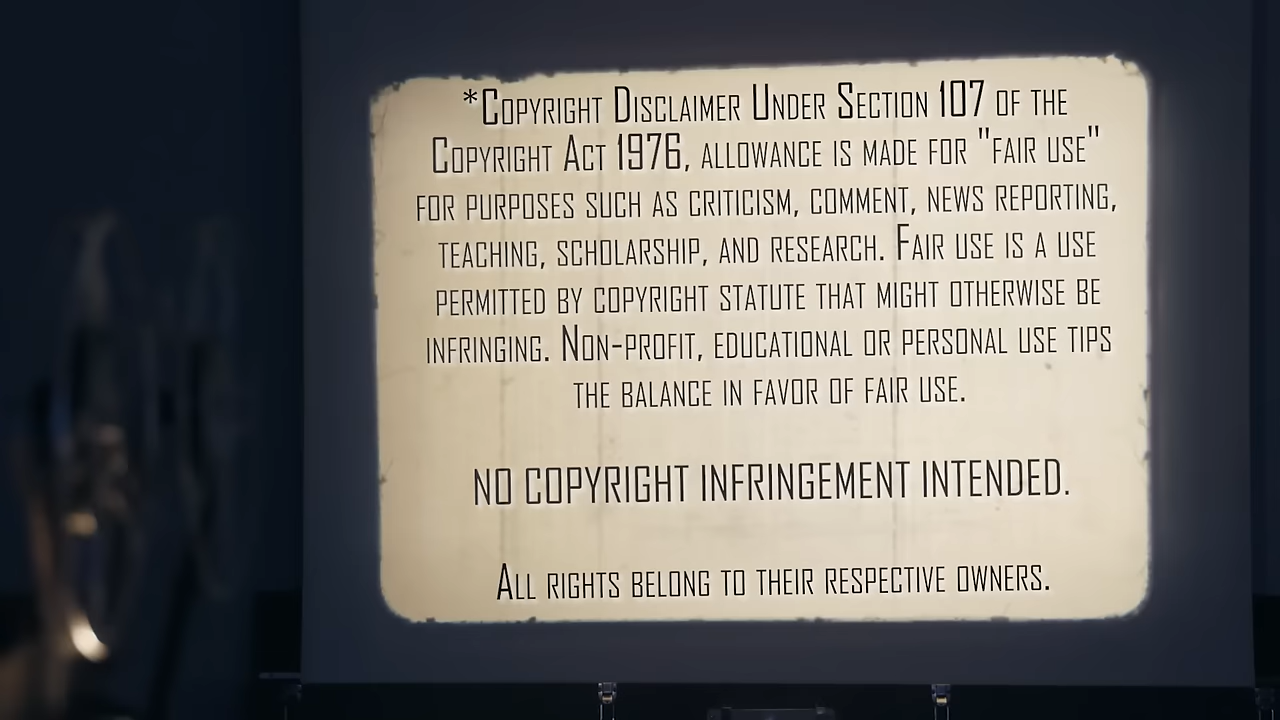 *Copyright Disclaimer Under Section 107 of the
Copyright Act 1976, allowance is made for "fair use"
for purposes such as criticism, comment, news reporting,
teaching, scholarship, and research. Fair use is a use
permitted by copyright statute that might otherwise be
infringing. Non-profit, educational or personal use tips
the balance in favor of fair use.
NO COPYRIGHT INFRINGEMENT INTENDED.
All rights belong to their respective owners.